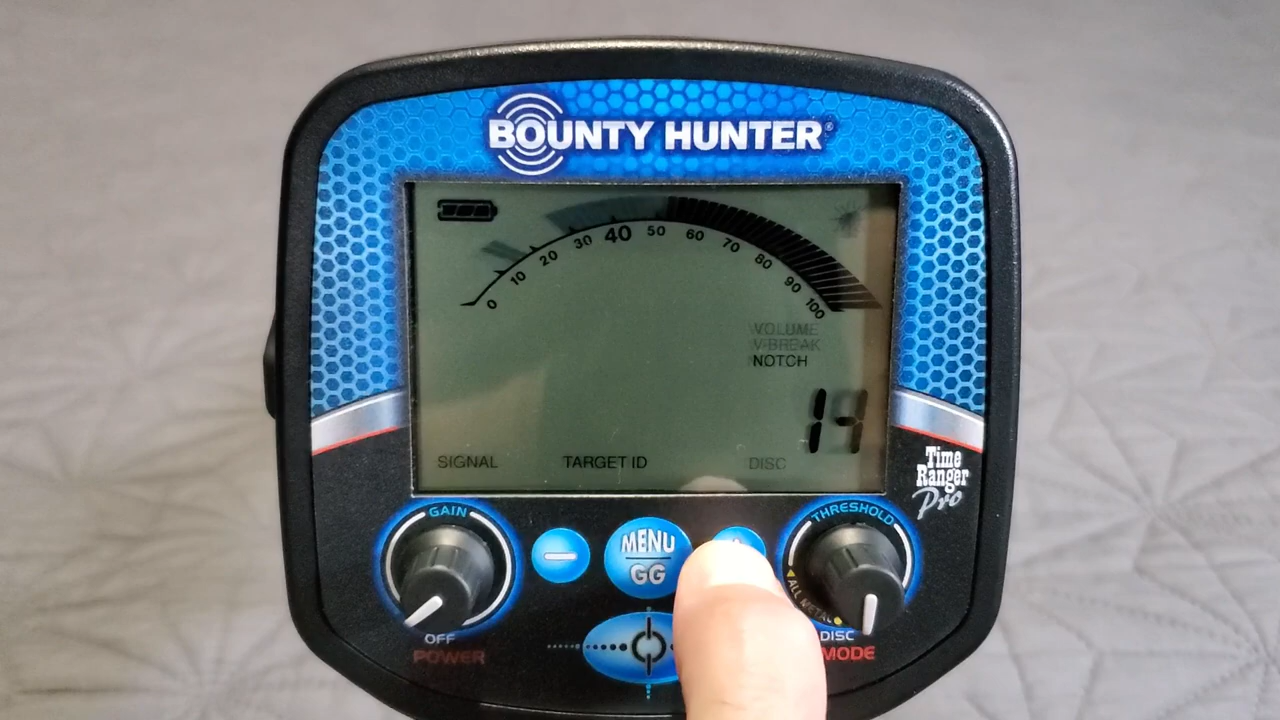 BOUNTY HUNTER®
0 10 20 30 40 50 60 70 80 90 100
VOLUME
V-BREAK
NOTCH
SIGNAL
TARGET ID
DISC
Time
Ranger
Pro
GAIN
OFF
POWER
MENU
GG
THRESHOLD
ALL METAL
DISC
MODE